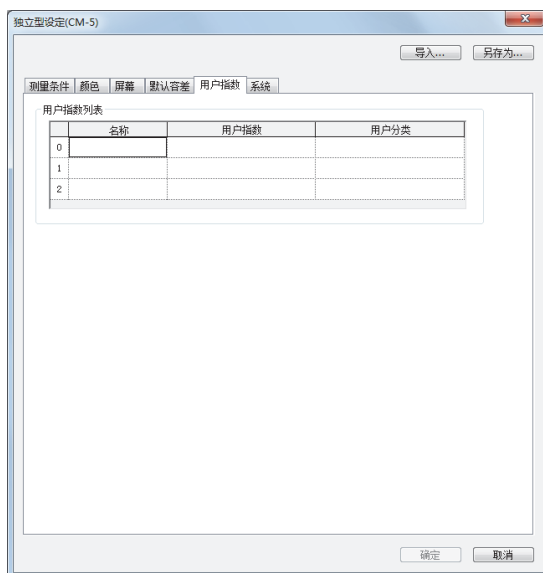 独立型设定(CM-5)
导入... 另存为...
测量条件 颜色 屏幕 默认容差 用户指数 系统
用户指数列表
名称 用户指数 用户分类
0
1
2
确定 取消